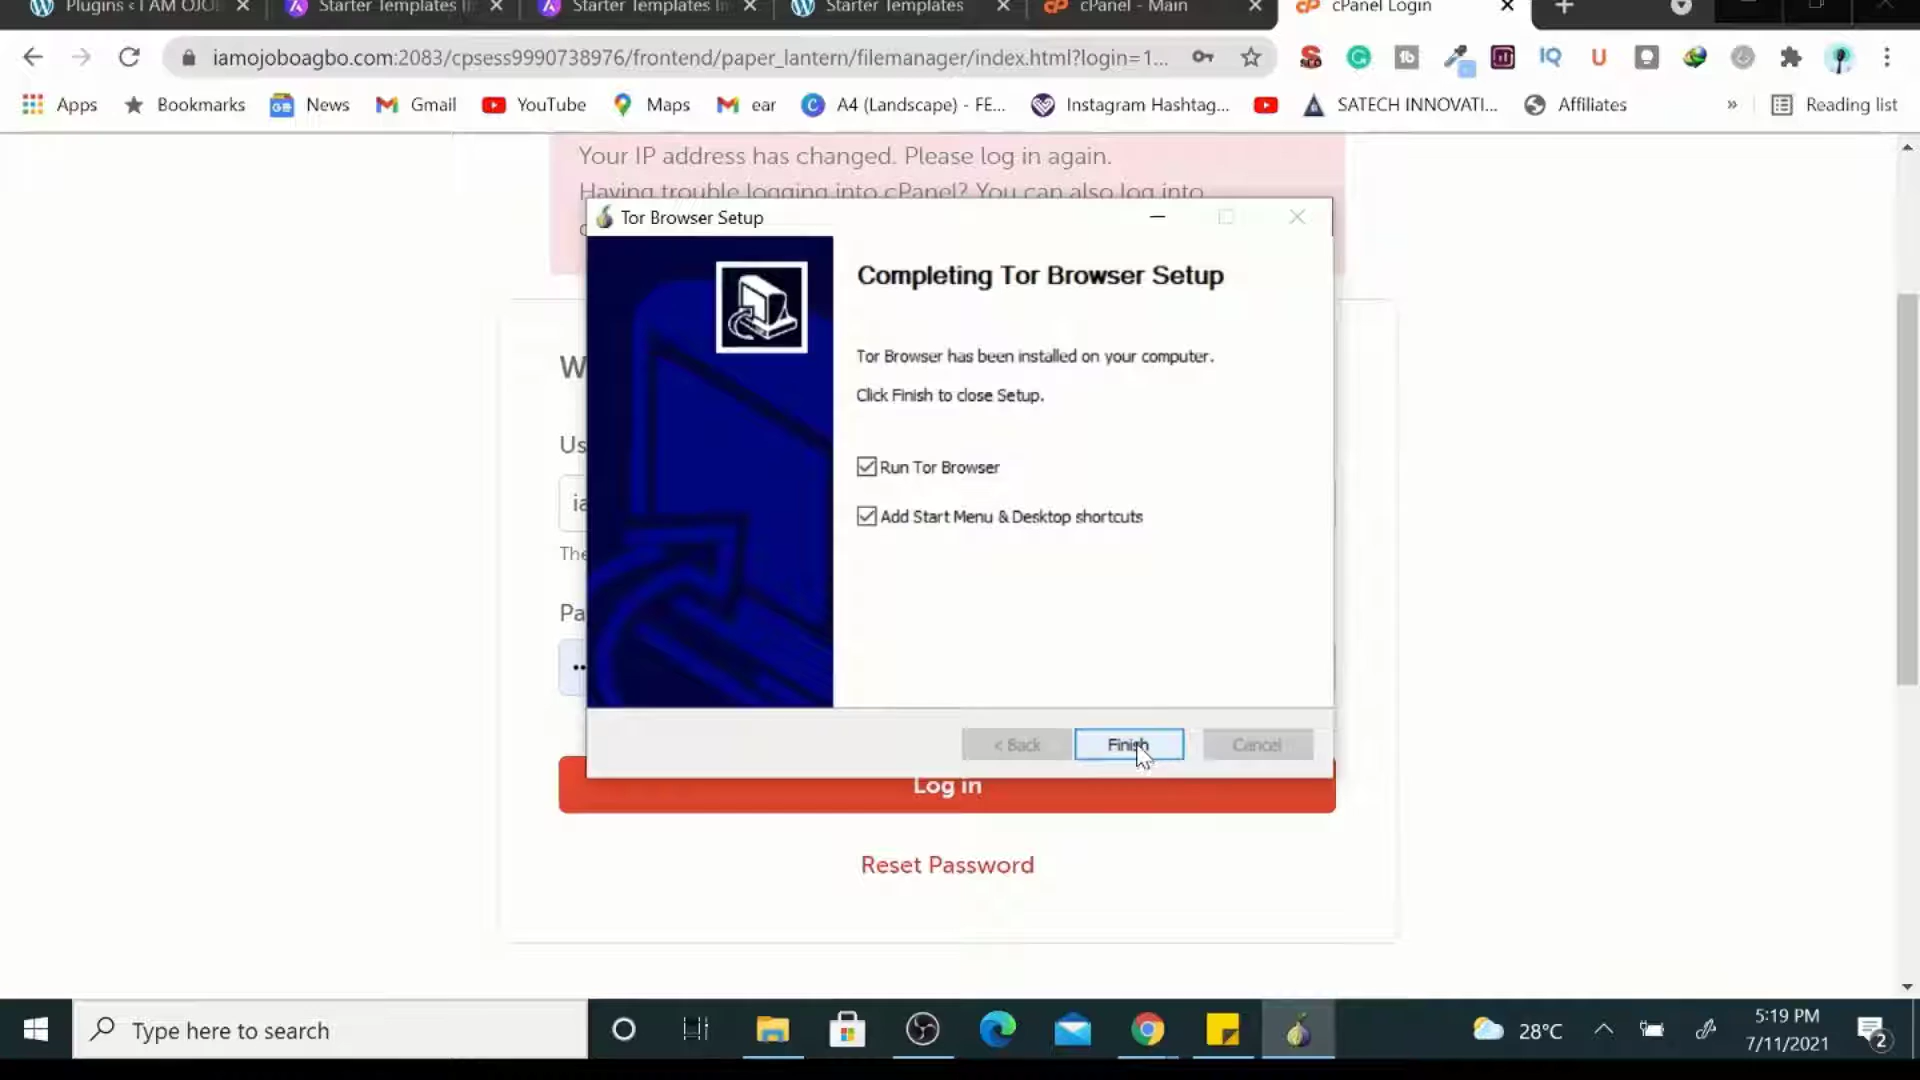 Plugins ‹ I AM OJO
Starter Templates
Starter Templates
Starter Templates
cPanel - Main
cPanel Login
iamojoboagbo.com:2083/cpsess9990738976/frontend/paper_lantern/filemanager/index.html?login=1...
Apps
Bookmarks
News
Gmail
YouTube
Maps
ear
A4 (Landscape) - FE...
Instagram Hashtag...
SATECH INNOVATI...
Affiliates
»
Reading list
Your IP address has changed. Please log in again.
Having trouble logging into cPanel? You can also log into
Tor Browser Setup
Completing Tor Browser Setup
Tor Browser has been installed on your computer.
Click Finish to close Setup.
Run Tor Browser
Add Start Menu & Desktop shortcuts
< Back
Finish
Cancel
Log in
Reset Password
Type here to search
28°C
5:19 PM
7/11/2021
2